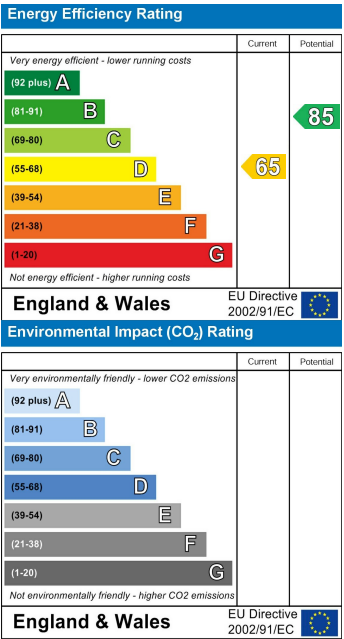 Energy Efficiency Rating
Current Potential
Very energy efficient - lower running costs
(92 plus) A
(81-91) B
85
(69-80) C
(55-68) D
65
(39-54) E
(21-38) F
(1-20) G
Not energy efficient - higher running costs
England & Wales
EU Directive
2002/91/EC
Environmental Impact (CO₂) Rating
Current Potential
Very environmentally friendly - lower CO2 emissions
(92 plus) A
(81-91) B
(69-80) C
(55-68) D
(39-54) E
(21-38) F
(1-20) G
Not environmentally friendly - higher CO2 emissions
England & Wales
EU Directive
2002/91/EC